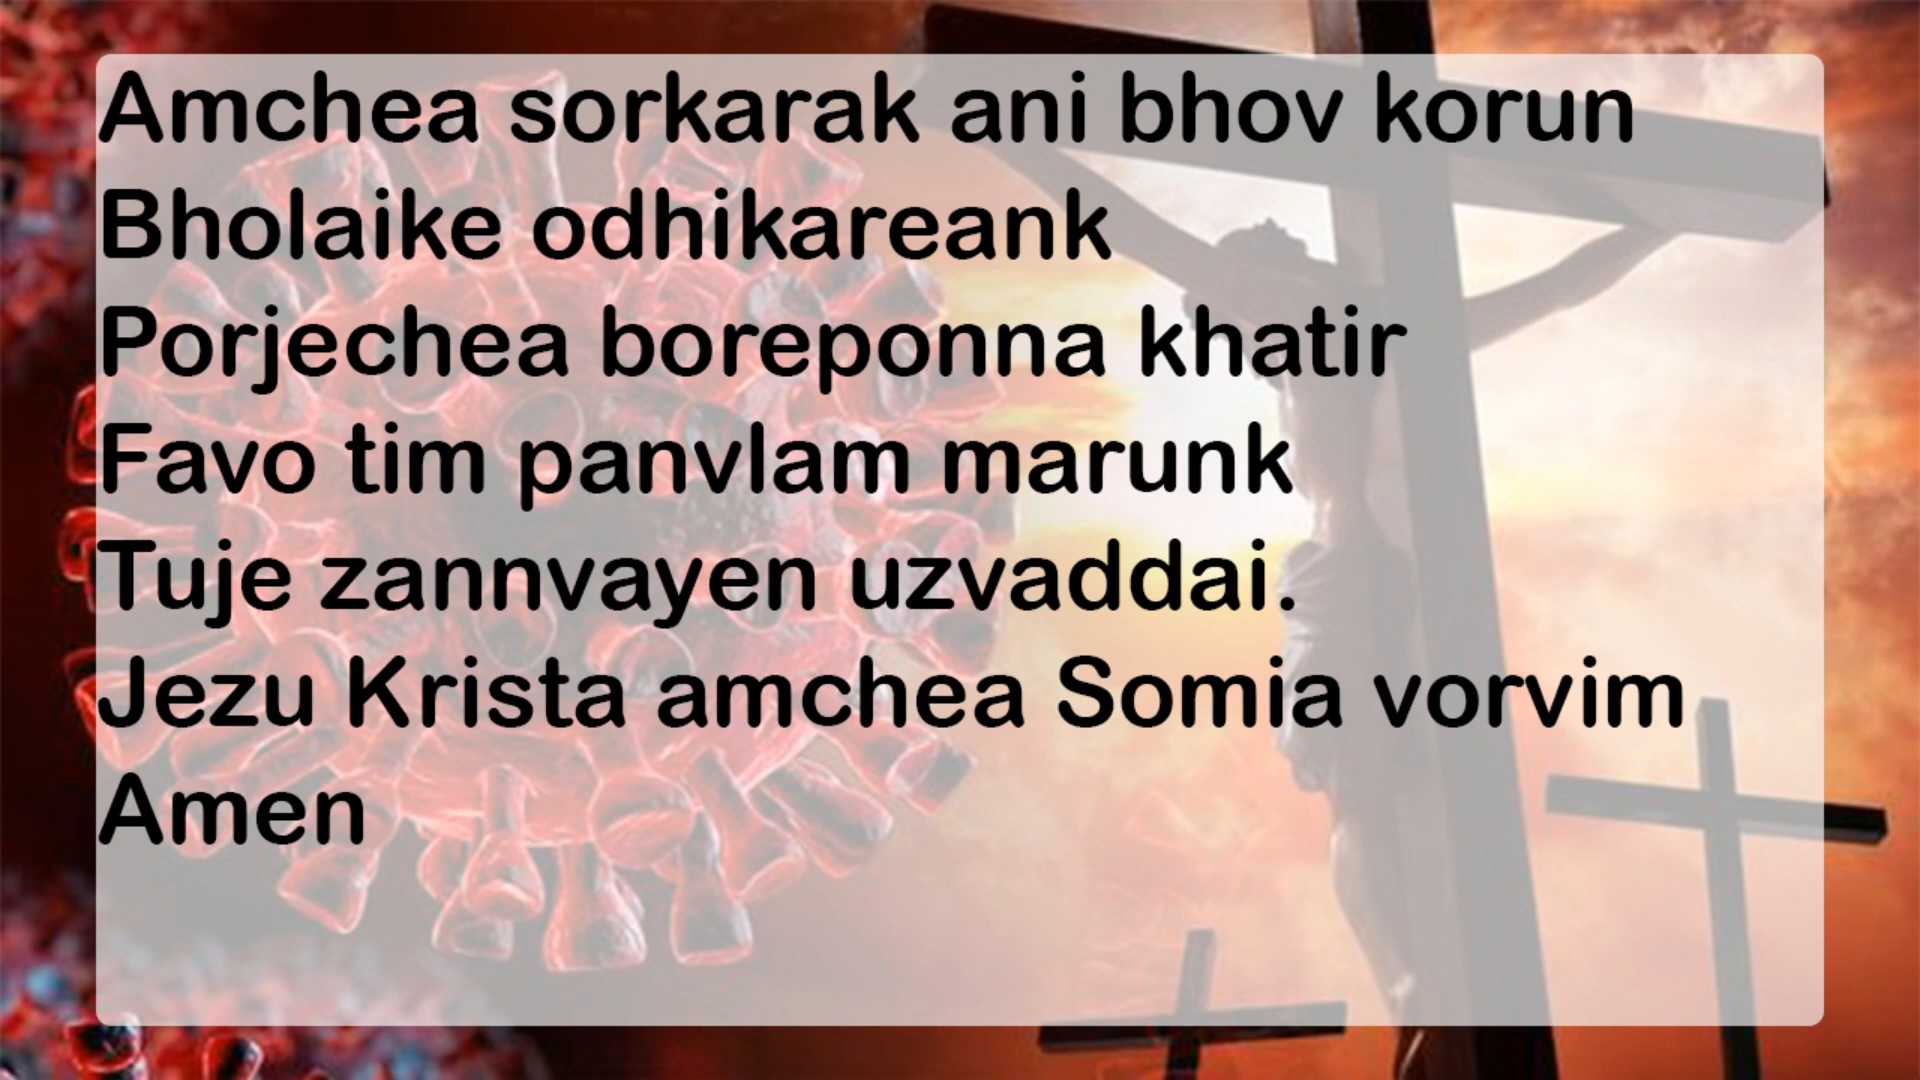 Amchea sorkarak ani bhov korun
Bholaike odhikareank
Porjechea boreponna khatir
Favo tim panvlam marunk
Tuje zannvayen uzvaddai.
Jezu Krista amchea Somia vorvim
Amen